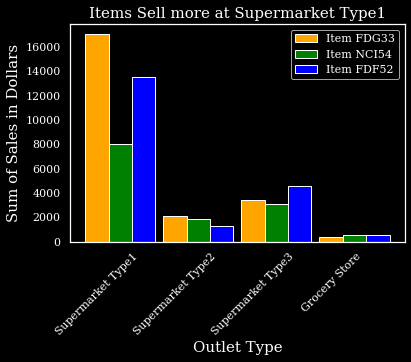 Items Sell more at Supermarket Type1
Item FDG33
Item NCI54
Item FDF52
Sum of Sales in Dollars
16000
14000
12000
10000
8000
6000
4000
2000
0
Supermarket Type1
Supermarket Type2
Supermarket Type3
Grocery Store
Outlet Type